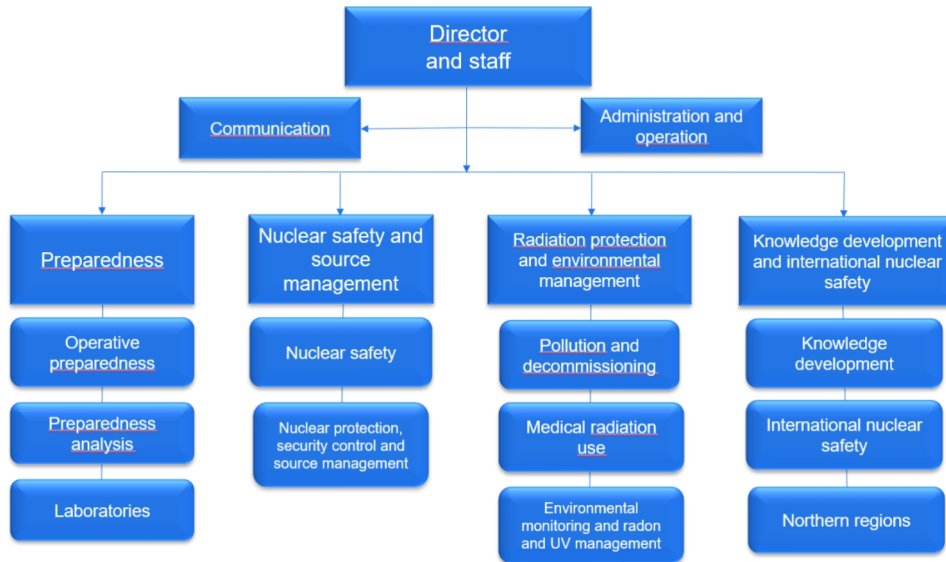 Director
and staff
Communication
Administration and
operation
Preparedness
Nuclear safety and
source
management
Radiation protection
and environmental
management
Knowledge development
and international nuclear
safety
Operative
preparedness
Nuclear safety
Pollution and
decommissioning
Knowledge
development
Preparedness
analysis
Nuclear protection,
security control and
source management
Medical radiation
use
International nuclear
safety
Laboratories
Environmental
monitoring and radon
and UV management
Northern regions